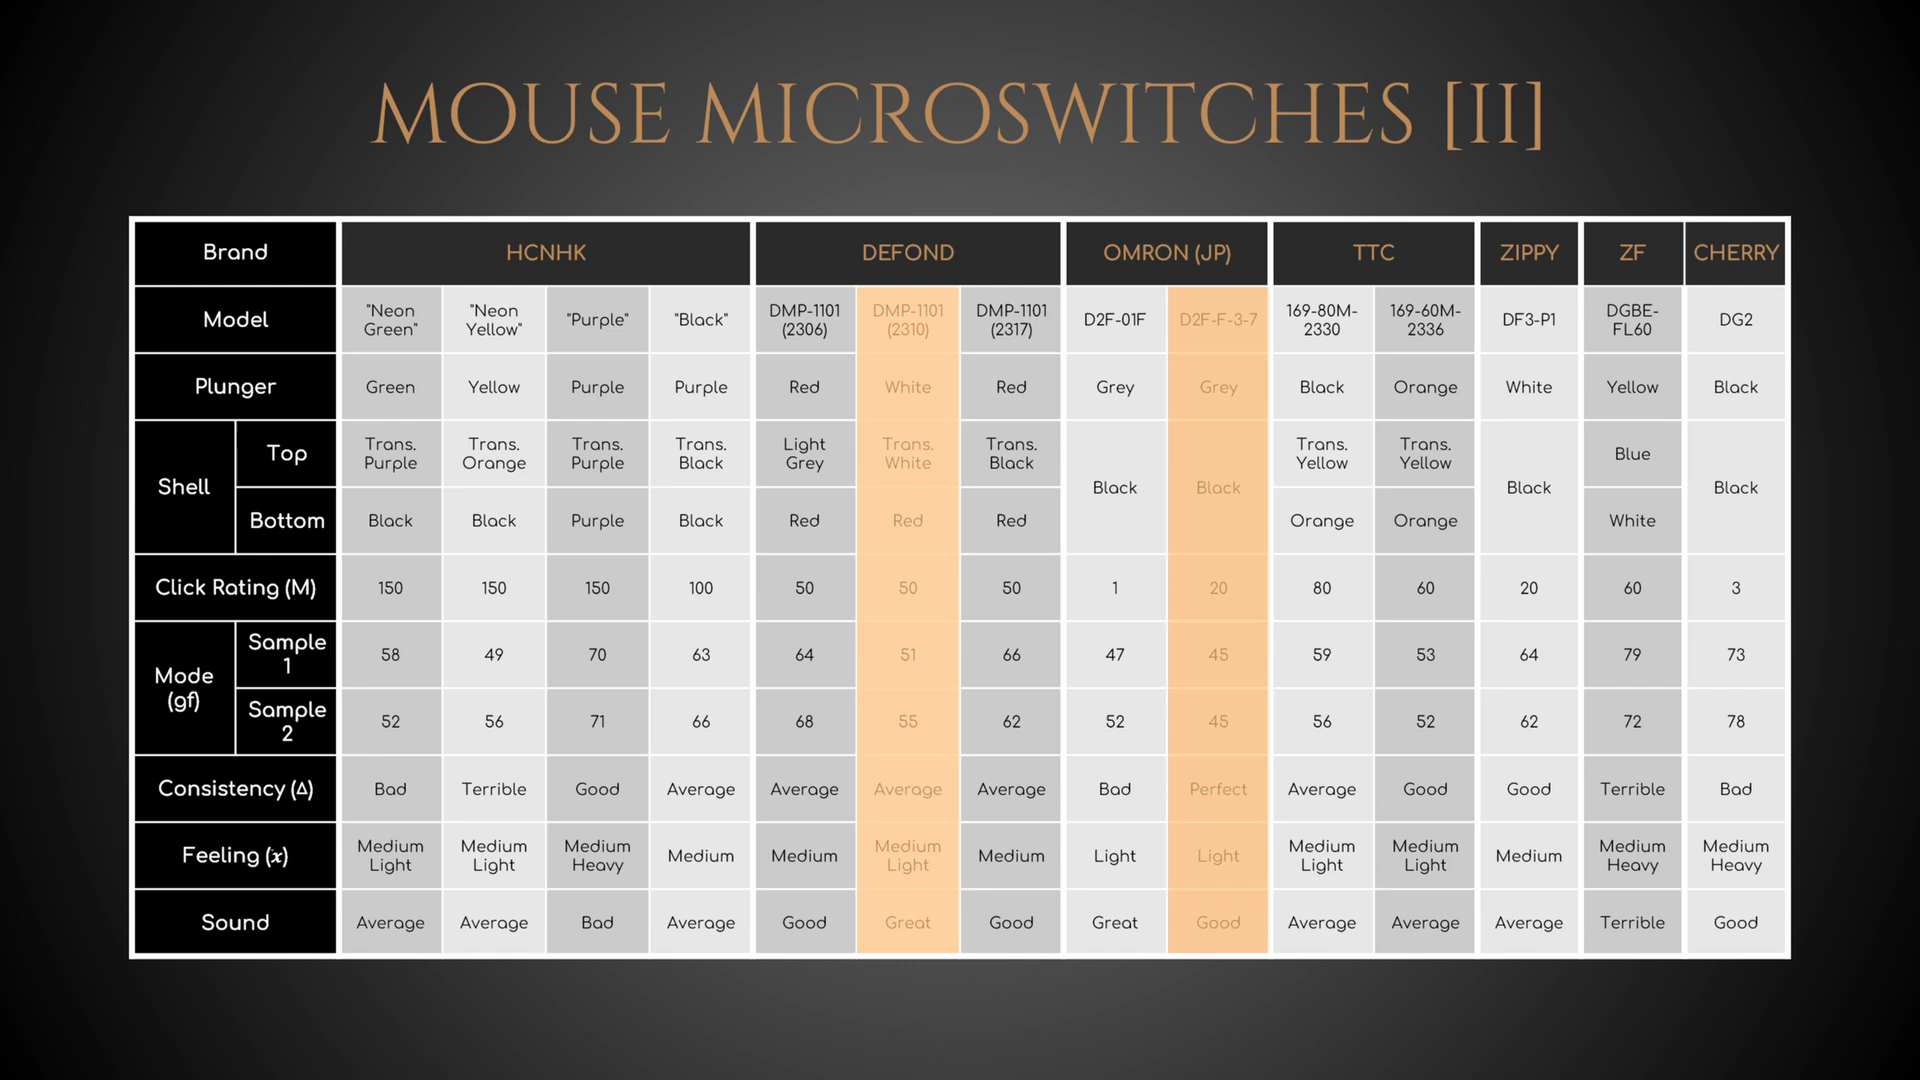 MOUSE MICROSWITCHES [II]
Brand HCNHK DEFOND OMRON (JP) TTC ZIPPY ZF CHERRY
Model "Neon Green" "Neon Yellow" "Purple" "Black" DMP-1101 (2306) DMP-1101 (2310) DMP-1101 (2317) D2F-01F D2F-F-3-7 169-80M-2330 169-60M-2336 DF3-P1 DGBE-FL60 DG2
Plunger Green Yellow Purple Purple Red White Red Grey Grey Black Orange White Yellow Black
Shell Top Trans. Purple Trans. Orange Trans. Purple Trans. Black Light Grey Trans. White Trans. Black Black Black Trans. Yellow Trans. Yellow Black Blue Black
Bottom Black Black Purple Black Red Red Red Orange Orange White
Click Rating (M) 150 150 150 100 50 50 50 1 20 80 60 20 60 3
Mode (gf) Sample 1 58 49 70 63 64 51 66 47 45 59 53 64 79 73
Sample 2 52 56 71 66 68 55 62 52 45 56 52 62 72 78
Consistency (Δ) Bad Terrible Good Average Average Average Average Bad Perfect Average Good Good Terrible Bad
Feeling (x̄) Medium Light Medium Light Medium Heavy Medium Medium Medium Light Medium Light Light Medium Light Medium Light Medium Medium Heavy Medium Heavy
Sound Average Average Bad Average Good Great Good Great Good Average Average Average Terrible Good